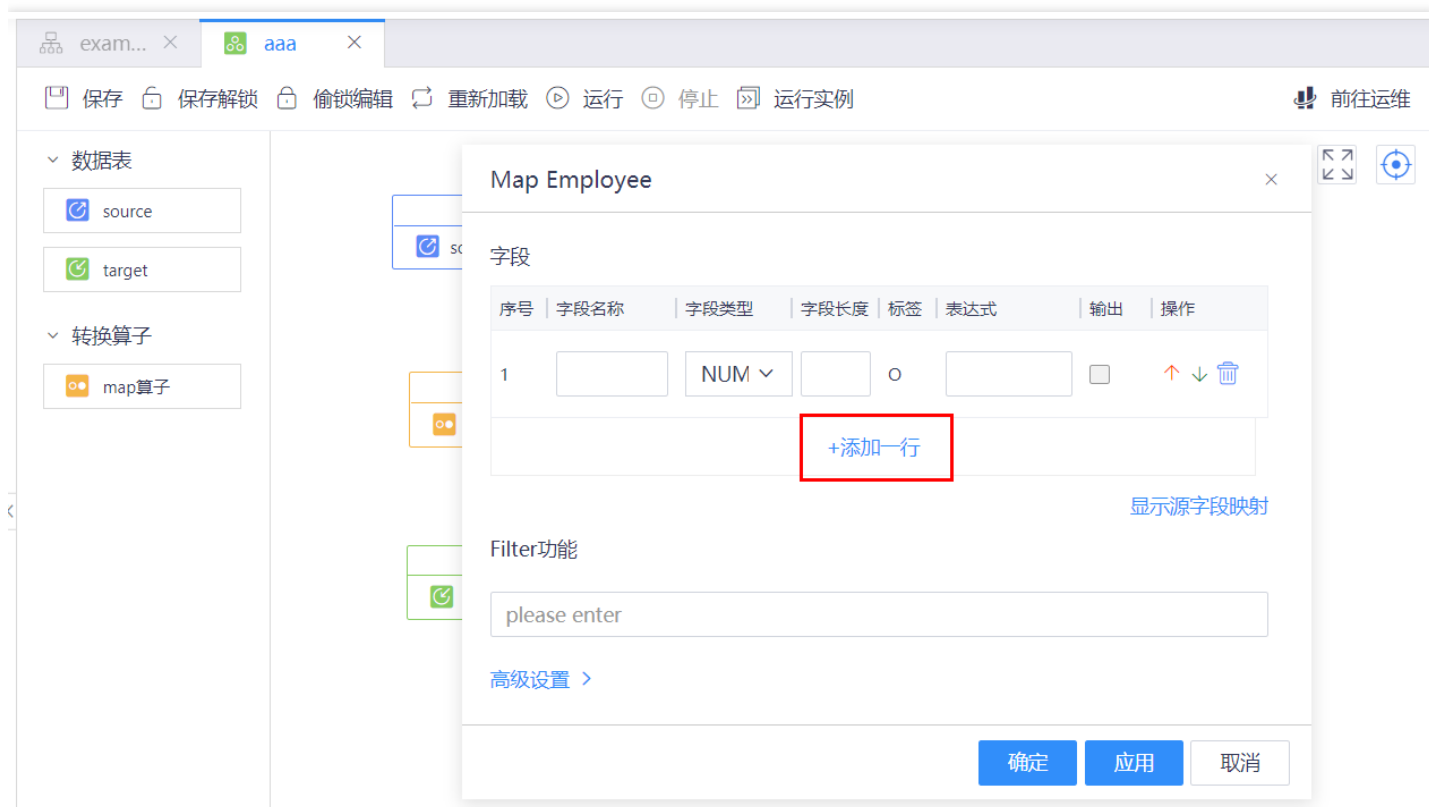 exam... aaa
保存 保存解锁 偷锁编辑 重新加载 运行 停止 运行实例 前往运维
数据表
source
target
转换算子
map算子
so
Map Employee
字段
序号 字段名称 字段类型 字段长度 标签 表达式 输出 操作
1 NUM O
+添加一行
显示源字段映射
Filter功能
please enter
高级设置
确定 应用 取消